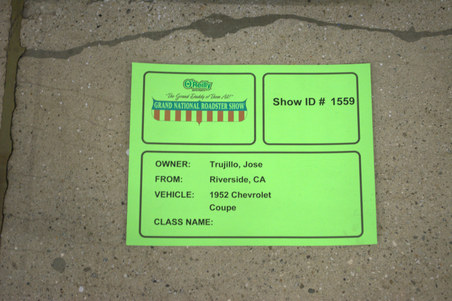 O'Reilly
"The Grand Daddy of Them All"
GRAND NATIONAL ROADSTER SHOW
Show ID # 1559
OWNER: Trujillo, Jose
FROM: Riverside, CA
VEHICLE: 1952 Chevrolet
Coupe
CLASS NAME: